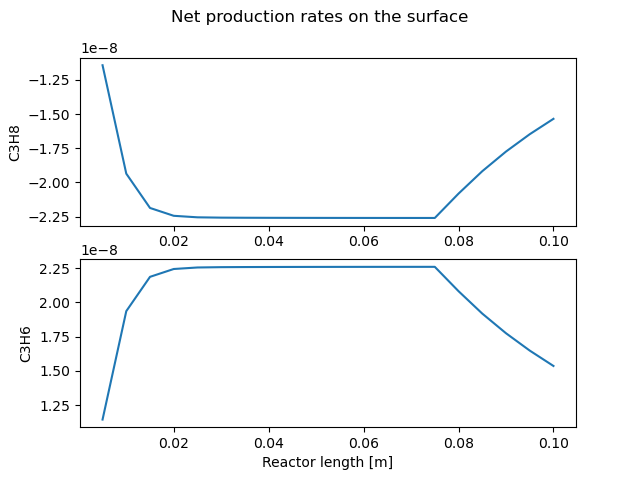 Net production rates on the surface
1e−8
−1.25
−1.50
−1.75
−2.00
−2.25
C3H8
0.02 0.04 0.06 0.08 0.10
1e−8
2.25
2.00
1.75
1.50
1.25
C3H6
0.02 0.04 0.06 0.08 0.10
Reactor length [m]